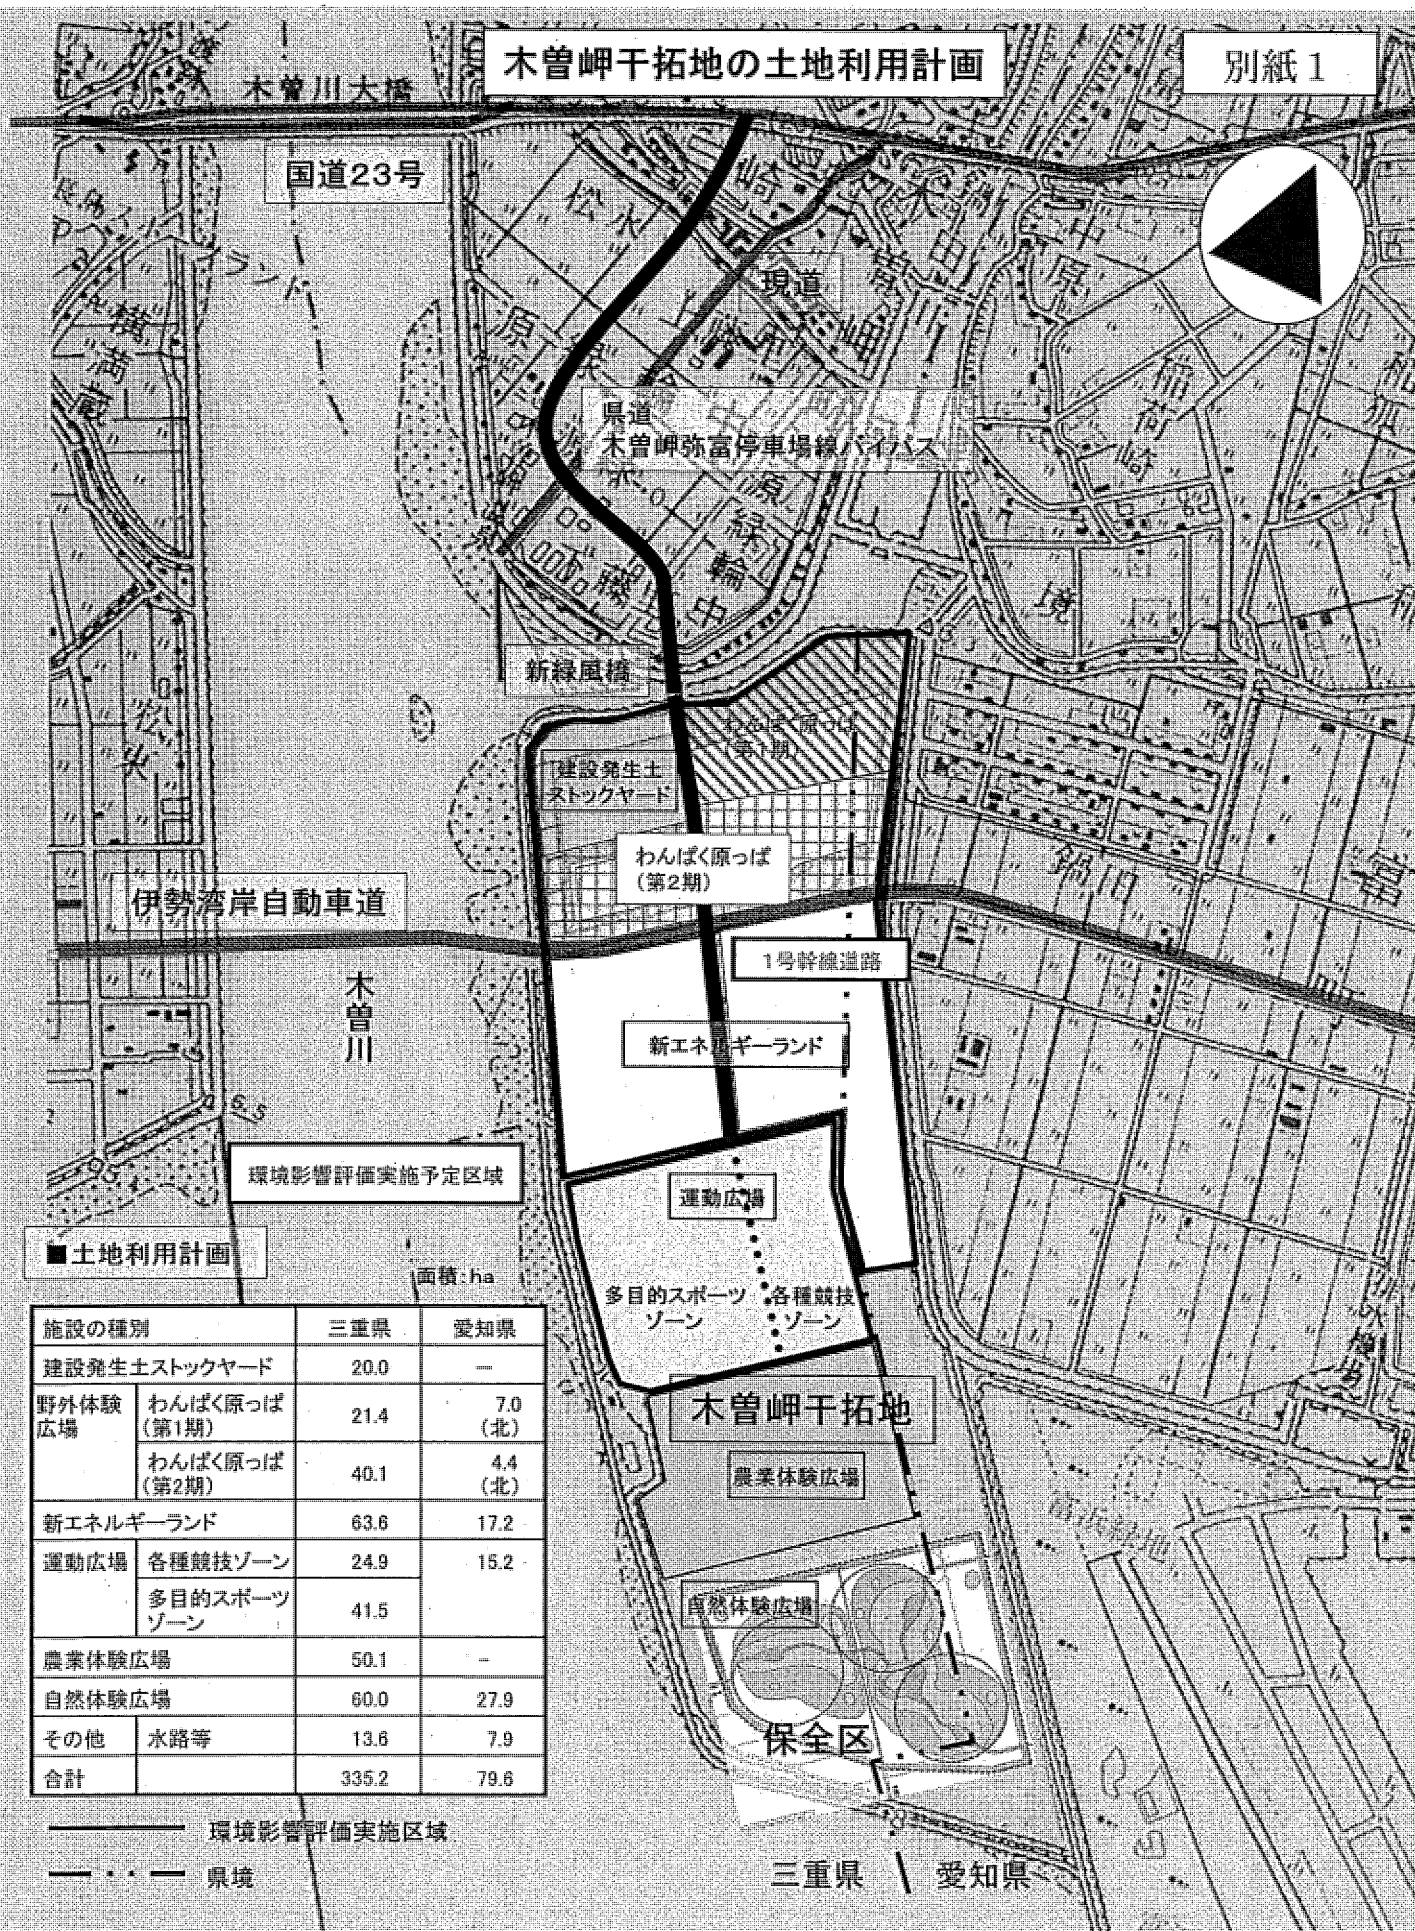 木曽岬干拓地の土地利用計画
別紙1
木曽川大橋
国道23号
現道
県道
木曽岬弥富停車場線バイパス
横満蔵
松永
稲荷崎
境
緑輪中
新緑風橋
わんぱく原っぱ
(第1期)
建設発生土
ストックヤード
わんぱく原っぱ
(第2期)
鍋田
伊勢湾岸自動車道
1号幹線道路
木曽川
新エネルギーランド
環境影響評価実施予定区域
運動広場
多目的スポーツ
ゾーン
各種競技
ゾーン
木曽岬干拓地
農業体験広場
自然体験広場
保全区
三重県
愛知県
■土地利用計画
面積:ha
施設の種別 三重県 愛知県
建設発生土ストックヤード 20.0 ―
野外体験広場 わんぱく原っぱ(第1期) 21.4 7.0(北)
わんぱく原っぱ(第2期) 40.1 4.4(北)
新エネルギーランド 63.6 17.2
運動広場 各種競技ゾーン 24.9 15.2
多目的スポーツゾーン 41.5
農業体験広場 50.1 -
自然体験広場 60.0 27.9
その他 水路等 13.6 7.9
合計 335.2 79.6
環境影響評価実施区域
県境